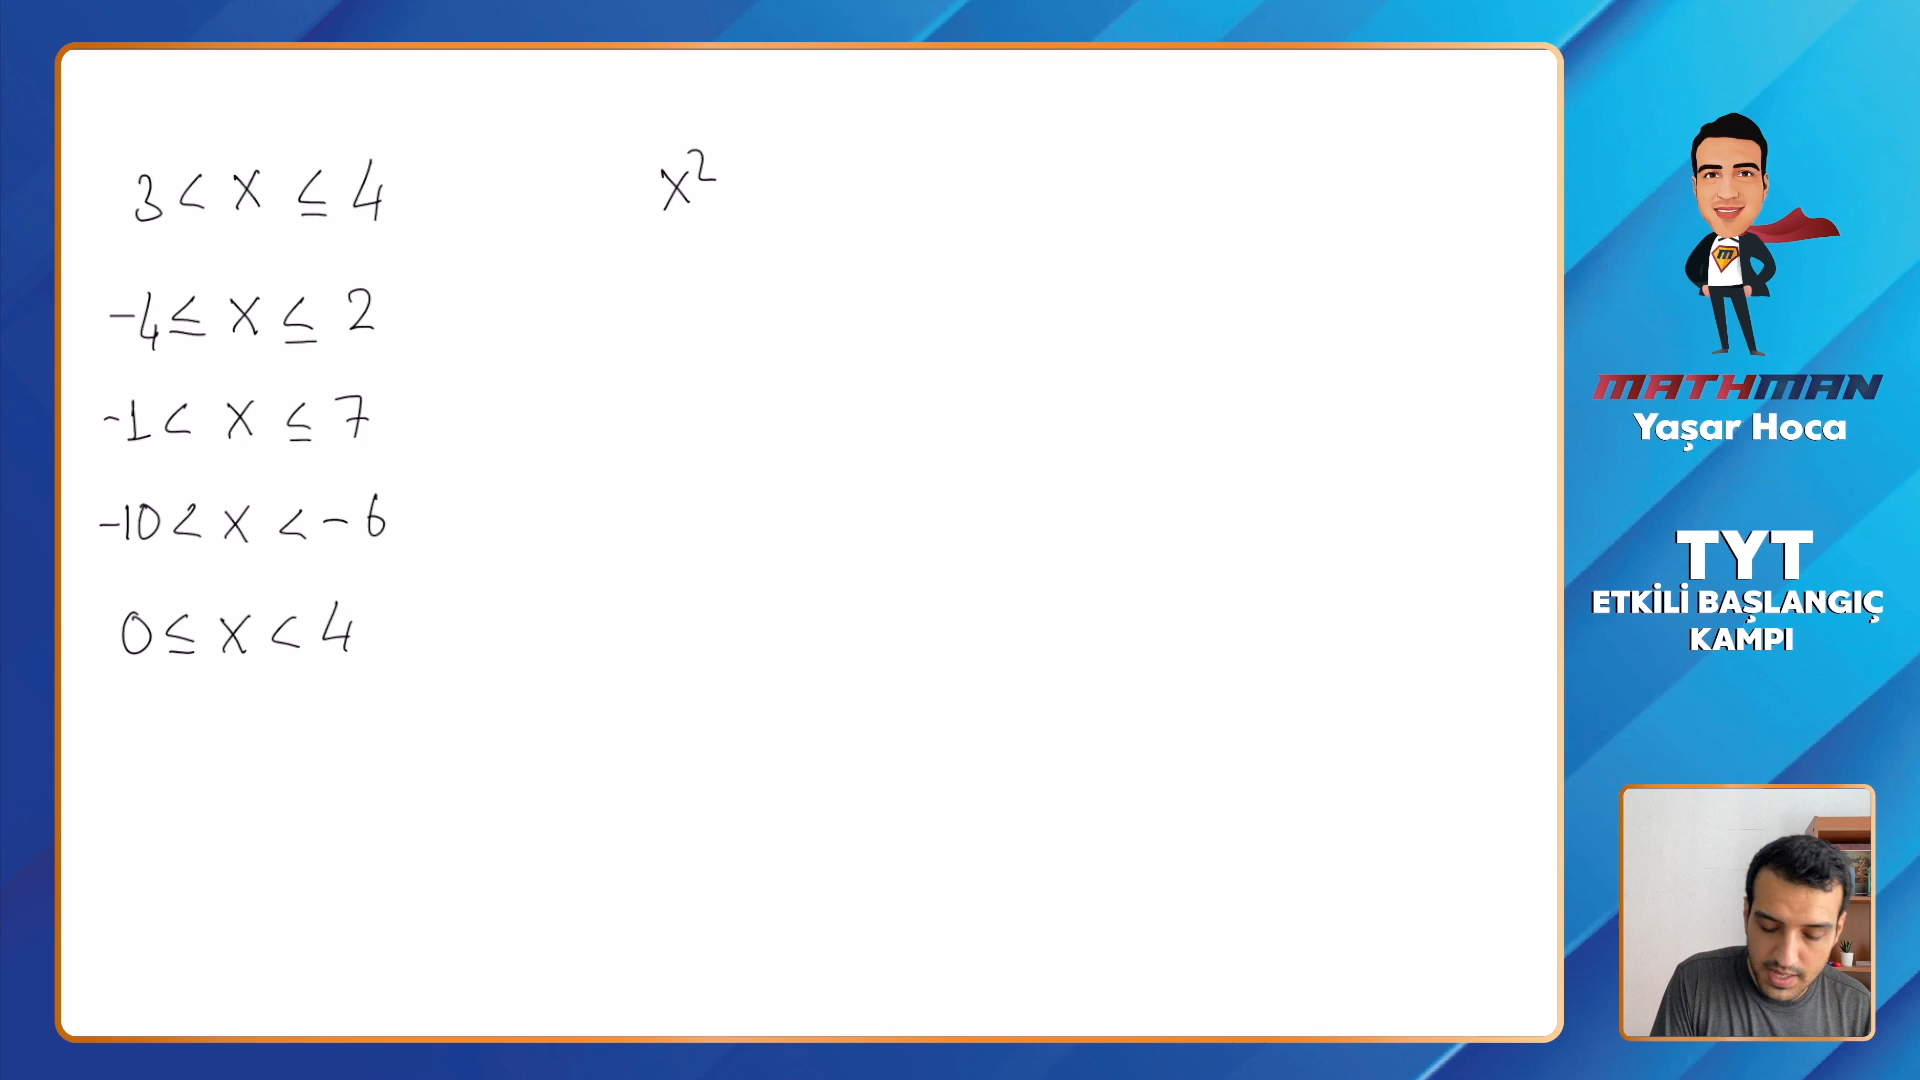 3 < x ≤ 4
x²
-4 ≤ x ≤ 2
-1 < x ≤ 7
-10 < x < -6
0 ≤ x < 4
m
MATHMAN
Yaşar Hoca
TYT
ETKİLİ BAŞLANGIÇ
KAMPI